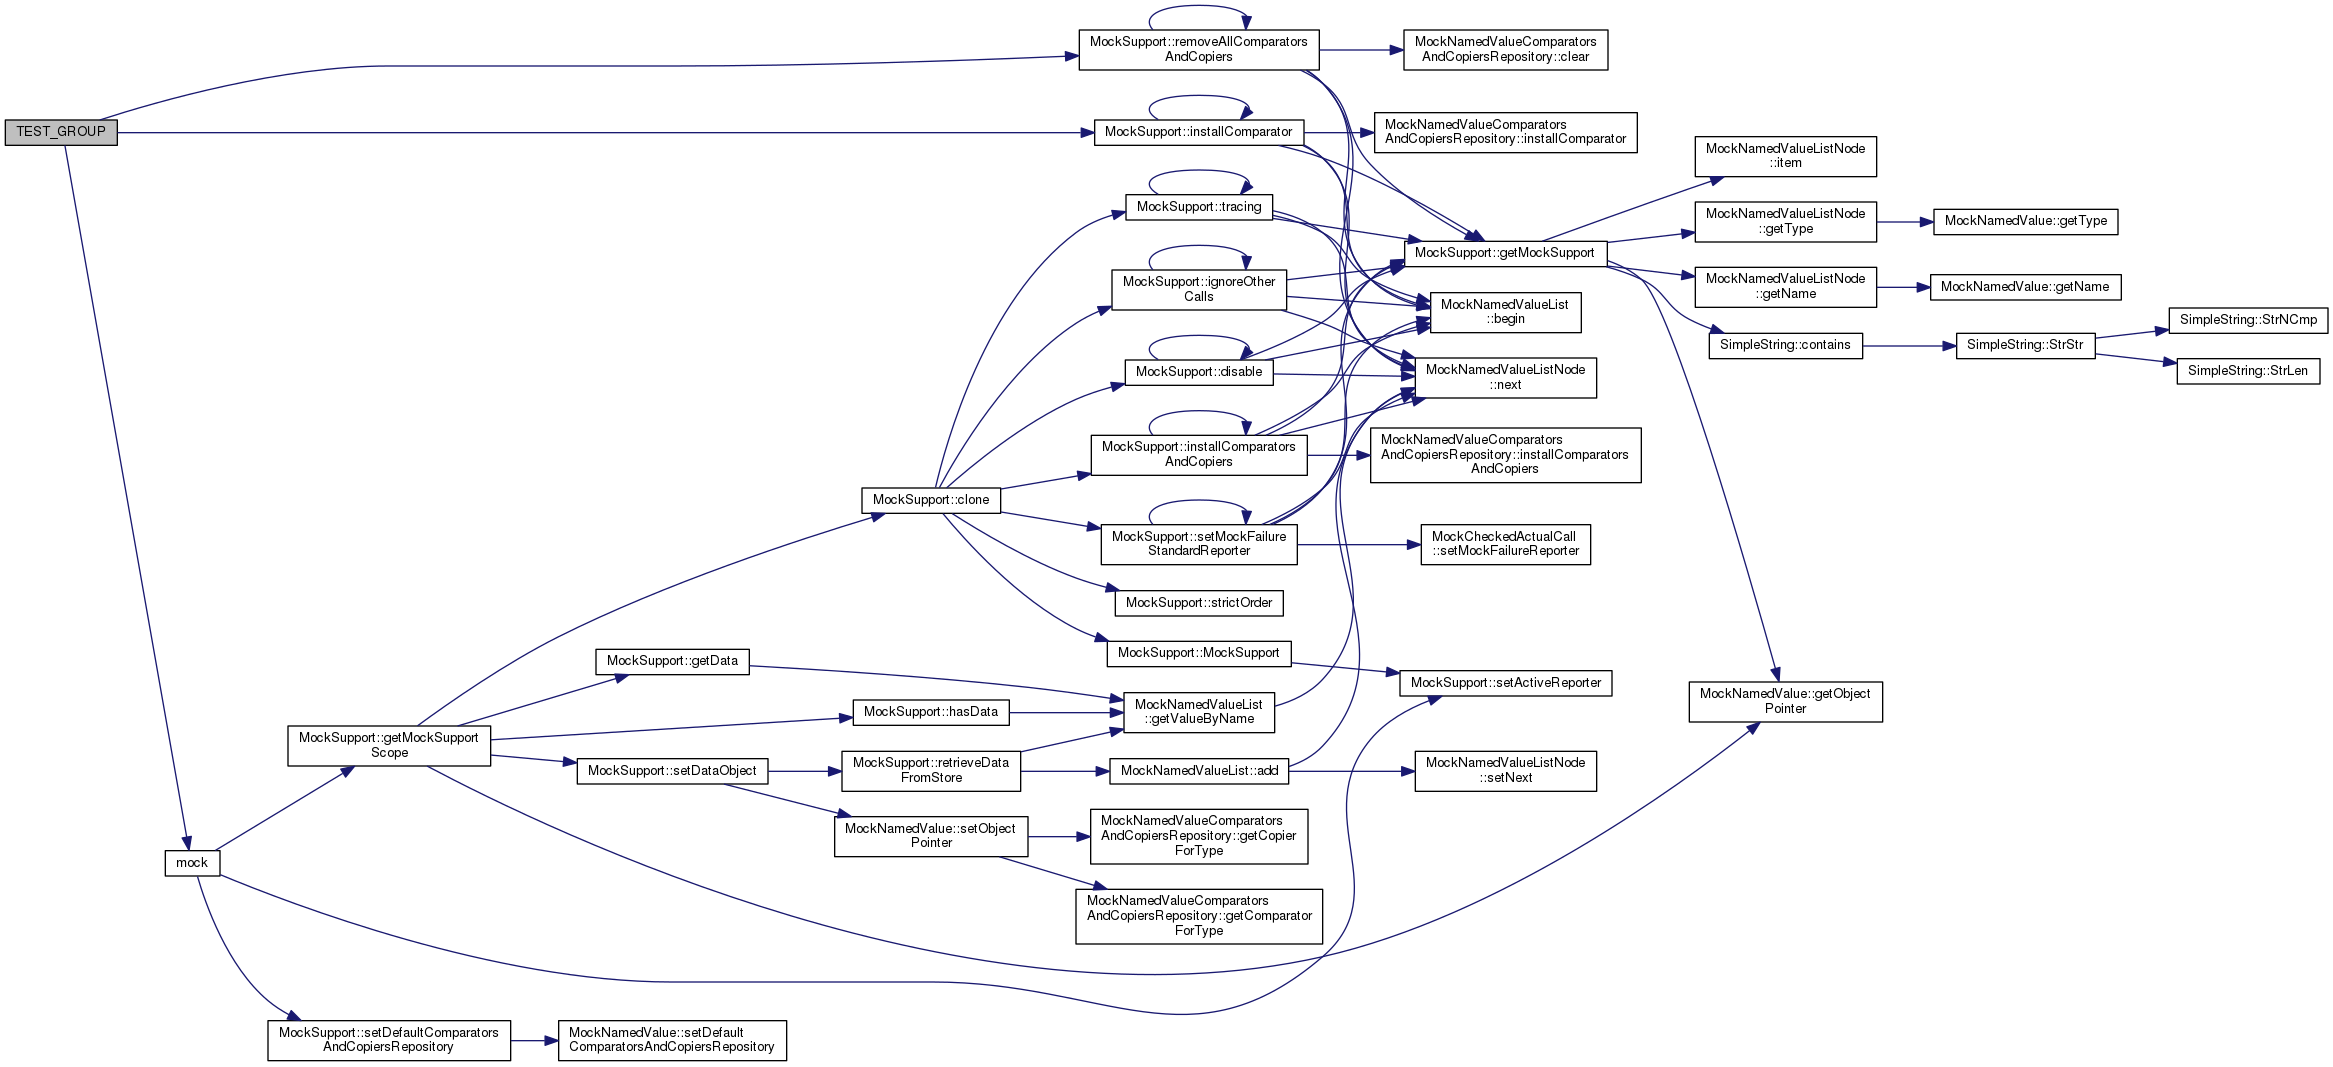 TEST_GROUP
MockSupport::removeAllComparators
AndCopiers
MockNamedValueComparators
AndCopiersRepository::clear
MockSupport::installComparator
MockNamedValueComparators
AndCopiersRepository::installComparator
MockSupport::tracing
MockSupport::ignoreOther
Calls
MockSupport::disable
MockSupport::installComparators
AndCopiers
MockSupport::setMockFailure
StandardReporter
MockSupport::strictOrder
MockSupport::MockSupport
MockSupport::clone
MockSupport::getMockSupport
MockNamedValueList
::begin
MockNamedValueListNode
::next
MockNamedValueComparators
AndCopiersRepository::installComparators
AndCopiers
MockCheckedActualCall
::setMockFailureReporter
MockNamedValueListNode
::item
MockNamedValueListNode
::getType
MockNamedValue::getType
MockNamedValueListNode
::getName
MockNamedValue::getName
SimpleString::contains
SimpleString::StrStr
SimpleString::StrNCmp
SimpleString::StrLen
MockSupport::getData
MockSupport::hasData
MockNamedValueList
::getValueByName
MockSupport::setActiveReporter
MockNamedValue::getObject
Pointer
MockSupport::getMockSupport
Scope
MockSupport::setDataObject
MockSupport::retrieveData
FromStore
MockNamedValueList::add
MockNamedValueListNode
::setNext
MockNamedValue::setObject
Pointer
MockNamedValueComparators
AndCopiersRepository::getCopier
ForType
MockNamedValueComparators
AndCopiersRepository::getComparator
ForType
mock
MockSupport::setDefaultComparators
AndCopiersRepository
MockNamedValue::setDefault
ComparatorsAndCopiersRepository